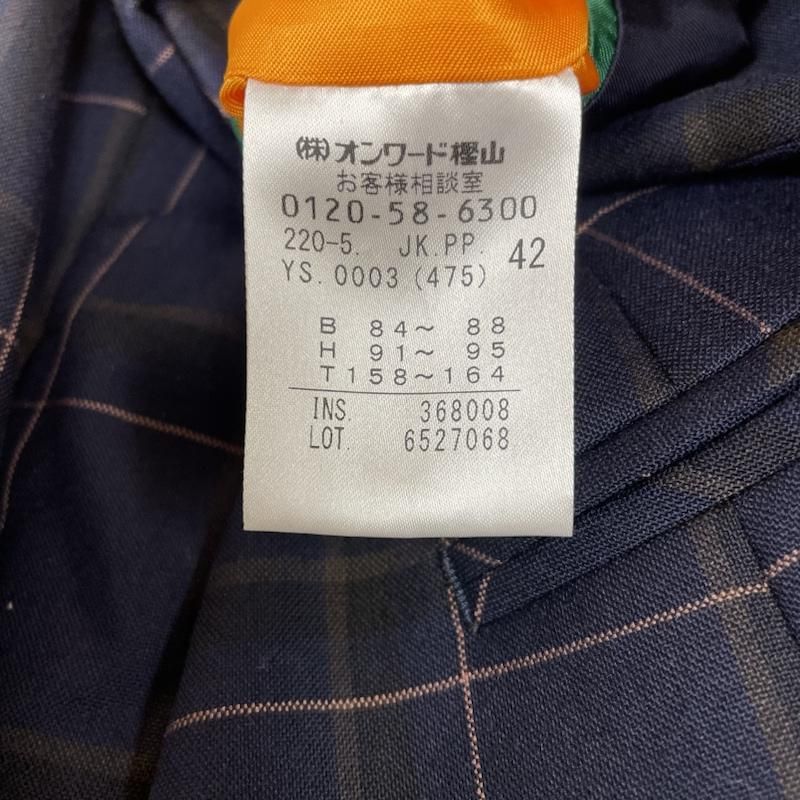 (株)オンワード樫山
お客様相談室
0120-58-6300
220-5. JK.PP. 42
YS.0003(475)
B 84～ 88
H 91～ 95
T158～164
INS. 368008
LOT. 6527068